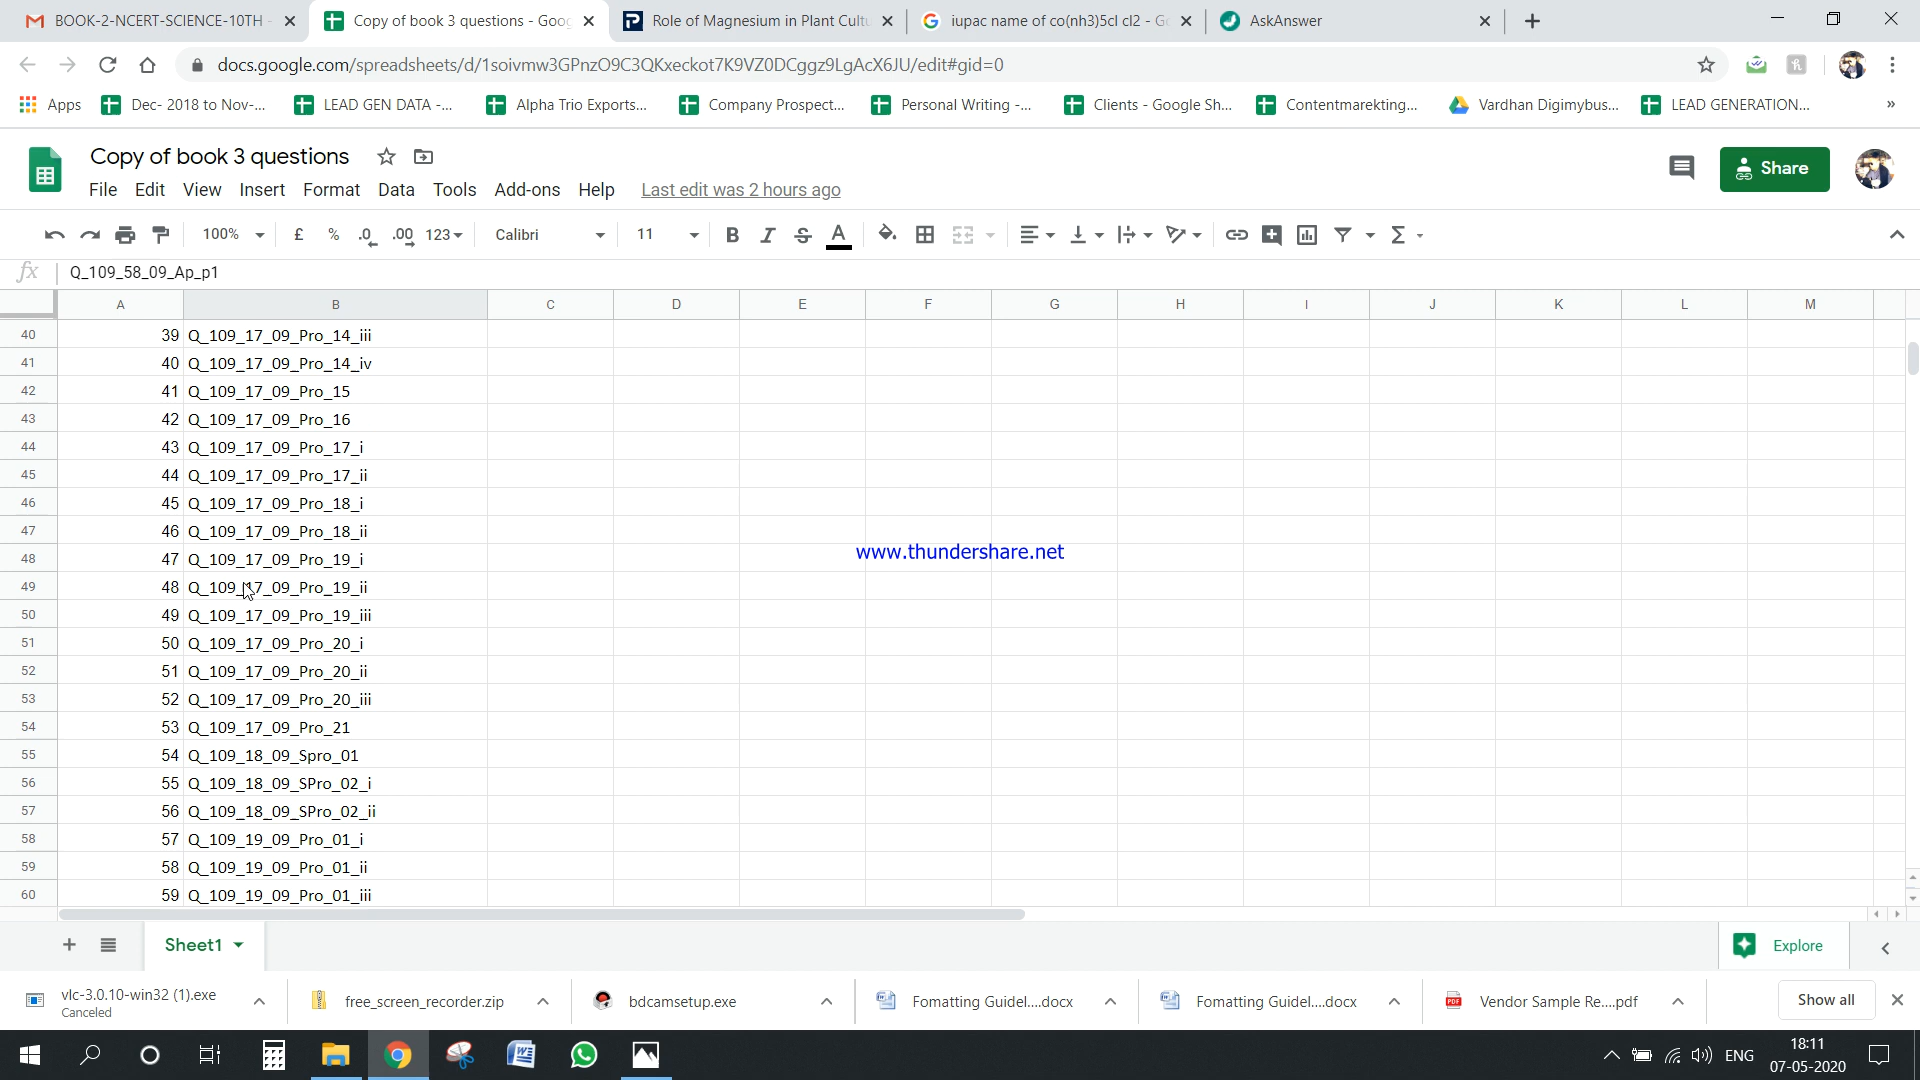 BOOK-2-NCERT-SCIENCE-10TH -
Copy of book 3 questions - Goog
Role of Magnesium in Plant Cultu
iupac name of co(nh3)5cl cl2 - Go
AskAnswer
docs.google.com/spreadsheets/d/1soivmw3GPnzO9C3QKxeckot7K9VZ0DCggz9LgAcX6JU/edit#gid=0
Apps
Dec- 2018 to Nov-...
LEAD GEN DATA -...
Alpha Trio Exports...
Company Prospect...
Personal Writing -...
Clients - Google Sh...
Contentmarekting...
Vardhan Digimybus...
LEAD GENERATION...
»
Copy of book 3 questions
Share
File Edit View Insert Format Data Tools Add-ons Help Last edit was 2 hours ago
100% £ % .0 .00 123 Calibri 11 B I S A Σ
fx Q_109_58_09_Ap_p1
A B C D E F G H I J K L M
40 39 Q_109_17_09_Pro_14_iii
41 40 Q_109_17_09_Pro_14_iv
42 41 Q_109_17_09_Pro_15
43 42 Q_109_17_09_Pro_16
44 43 Q_109_17_09_Pro_17_i
45 44 Q_109_17_09_Pro_17_ii
46 45 Q_109_17_09_Pro_18_i
47 46 Q_109_17_09_Pro_18_ii
www.thundershare.net
48 47 Q_109_17_09_Pro_19_i
49 48 Q_109_17_09_Pro_19_ii
50 49 Q_109_17_09_Pro_19_iii
51 50 Q_109_17_09_Pro_20_i
52 51 Q_109_17_09_Pro_20_ii
53 52 Q_109_17_09_Pro_20_iii
54 53 Q_109_17_09_Pro_21
55 54 Q_109_18_09_Spro_01
56 55 Q_109_18_09_SPro_02_i
57 56 Q_109_18_09_SPro_02_ii
58 57 Q_109_19_09_Pro_01_i
59 58 Q_109_19_09_Pro_01_ii
60 59 Q_109_19_09_Pro_01_iii
Sheet1
Explore
vlc-3.0.10-win32 (1).exe
Canceled
free_screen_recorder.zip
bdcamsetup.exe
Fomatting Guidel....docx
Fomatting Guidel....docx
Vendor Sample Re....pdf
Show all
ENG
18:11
07-05-2020